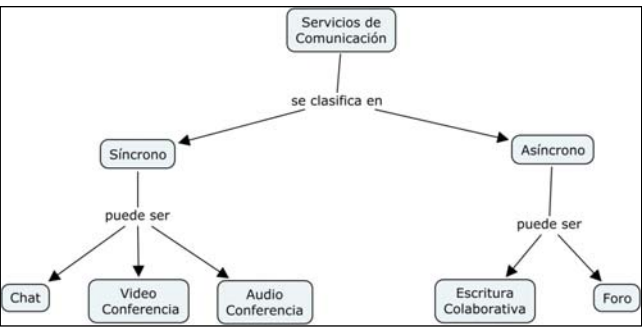 Servicios de
Comunicación
se clasifica en
Síncrono
Asíncrono
puede ser
puede ser
Chat
Video
Conferencia
Audio
Conferencia
Escritura
Colaborativa
Foro